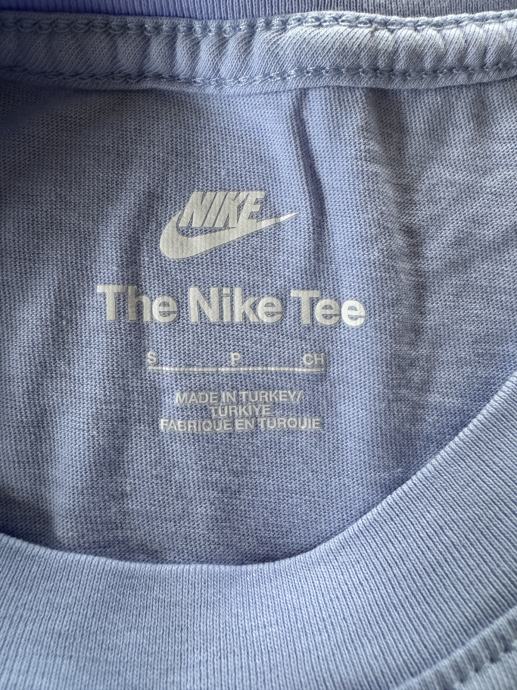 NIKE
The Nike Tee
S P CH
MADE IN TURKEY/
TÜRKİYE
FABRIQUÉ EN TURQUIE